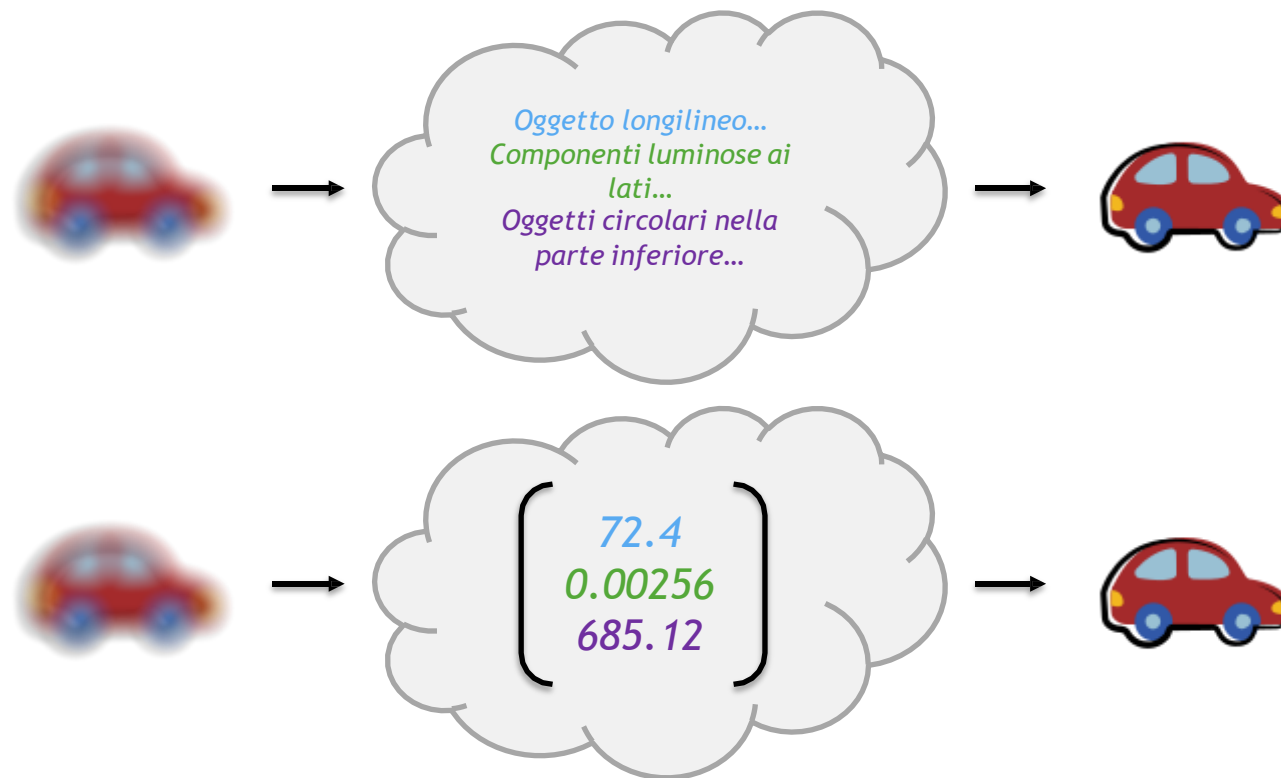 Oggetto longilineo…
Componenti luminose ai
lati…
Oggetti circolari nella
parte inferiore…
72.4
0.00256
685.12